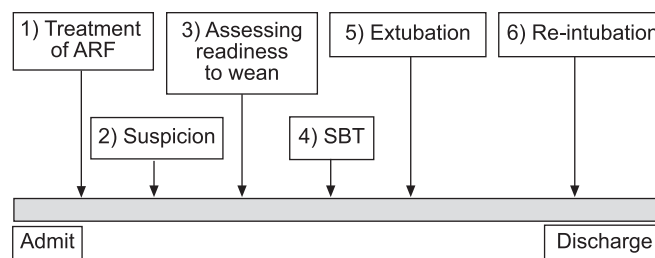 1) Treatment
of ARF
2) Suspicion
3) Assessing
readiness
to wean
4) SBT
5) Extubation
6) Re-intubation
Admit
Discharge